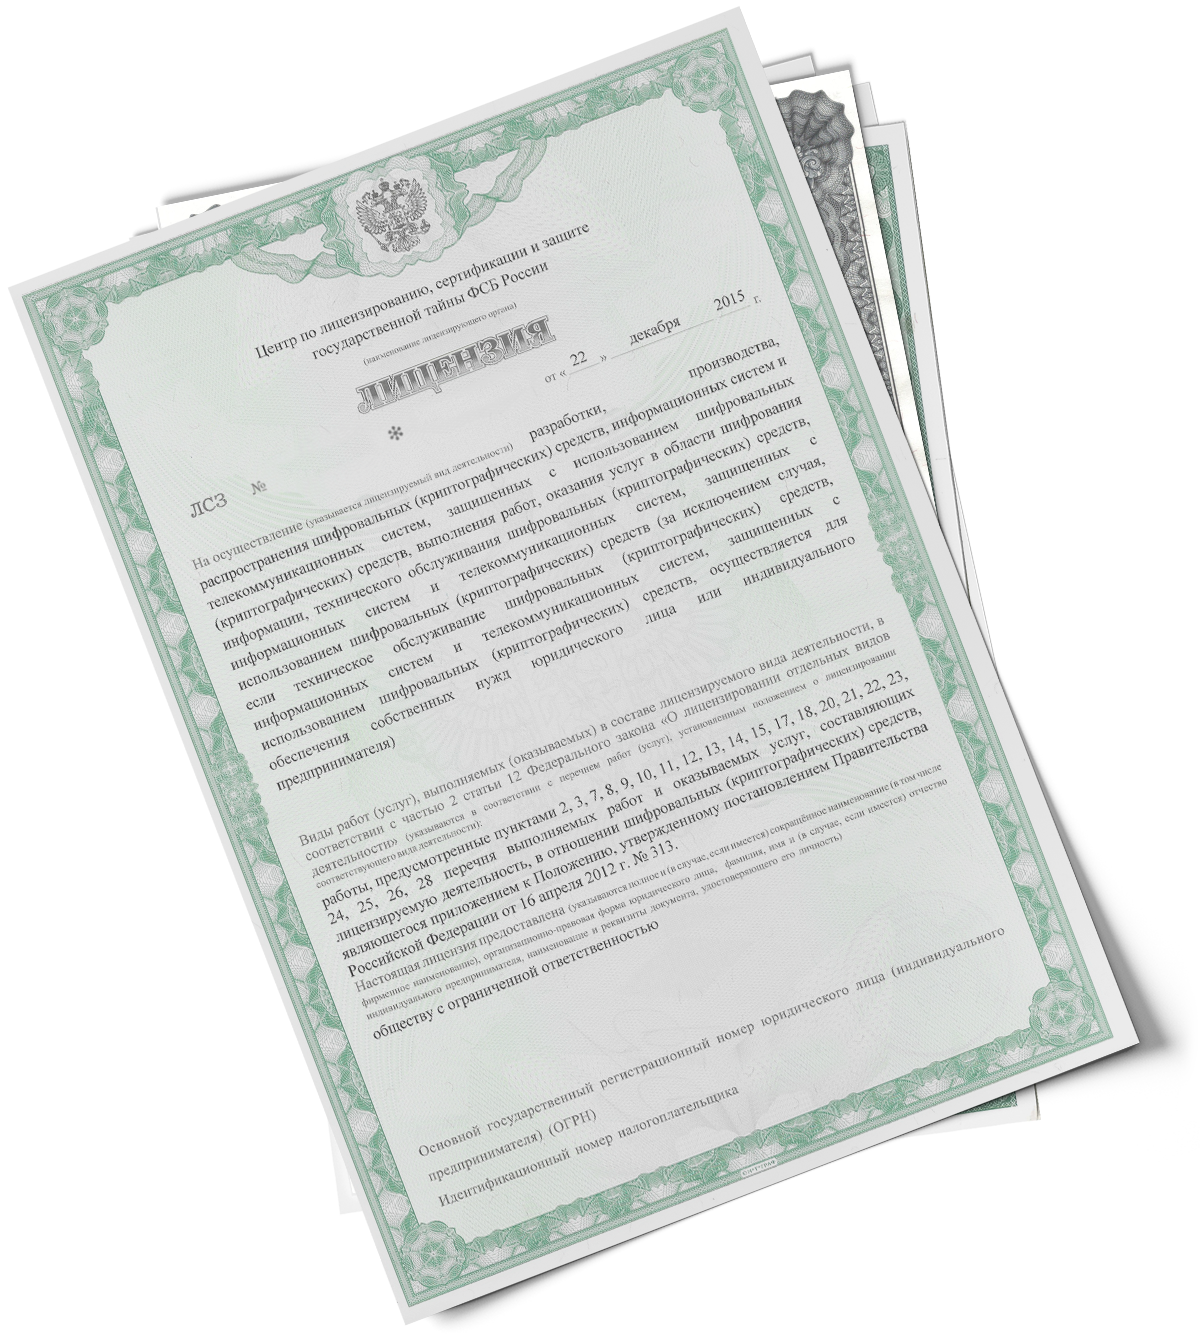 Центр по лицензированию, сертификации и защите
государственной тайны ФСБ России
(наименование лицензирующего органа)
ЛИЦЕНЗИЯ
от « 22 » декабря 2015 г.
*
ЛСЗ №
На осуществление (указывается лицензируемый вид деятельности) разработки, производства,
распространения шифровальных (криптографических) средств, информационных систем и
телекоммуникационных систем, защищенных с использованием шифровальных
(криптографических) средств, выполнения работ, оказания услуг в области шифрования
информации, технического обслуживания шифровальных (криптографических) средств,
информационных систем и телекоммуникационных систем, защищенных с
использованием шифровальных (криптографических) средств (за исключением случая,
если техническое обслуживание шифровальных (криптографических) средств,
информационных систем и телекоммуникационных систем, защищенных с
использованием шифровальных (криптографических) средств, осуществляется для
обеспечения собственных нужд юридического лица или индивидуального
предпринимателя)
Виды работ (услуг), выполняемых (оказываемых) в составе лицензируемого вида деятельности, в
соответствии с частью 2 статьи 12 Федерального закона «О лицензировании отдельных видов
деятельности» (указываются в соответствии с перечнем работ (услуг), установленным положением о лицензировании
соответствующего вида деятельности):
работы, предусмотренные пунктами 2, 3, 7, 8, 9, 10, 11, 12, 13, 14, 15, 17, 18, 20, 21, 22, 23,
24, 25, 26, 28 перечня выполняемых работ и оказываемых услуг, составляющих
лицензируемую деятельность, в отношении шифровальных (криптографических) средств,
являющегося приложением к Положению, утвержденному постановлением Правительства
Российской Федерации от 16 апреля 2012 г. № 313.
Настоящая лицензия предоставлена (указываются полное и (в случае, если имеется) сокращённое наименование (в том числе
фирменное наименование), организационно-правовая форма юридического лица, фамилия, имя и (в случае, если имеется) отчество
индивидуального предпринимателя, наименование и реквизиты документа, удостоверяющего его личность)
обществу с ограниченной ответственностью
Основной государственный регистрационный номер юридического лица (индивидуального
предпринимателя) (ОГРН)
Идентификационный номер налогоплательщика